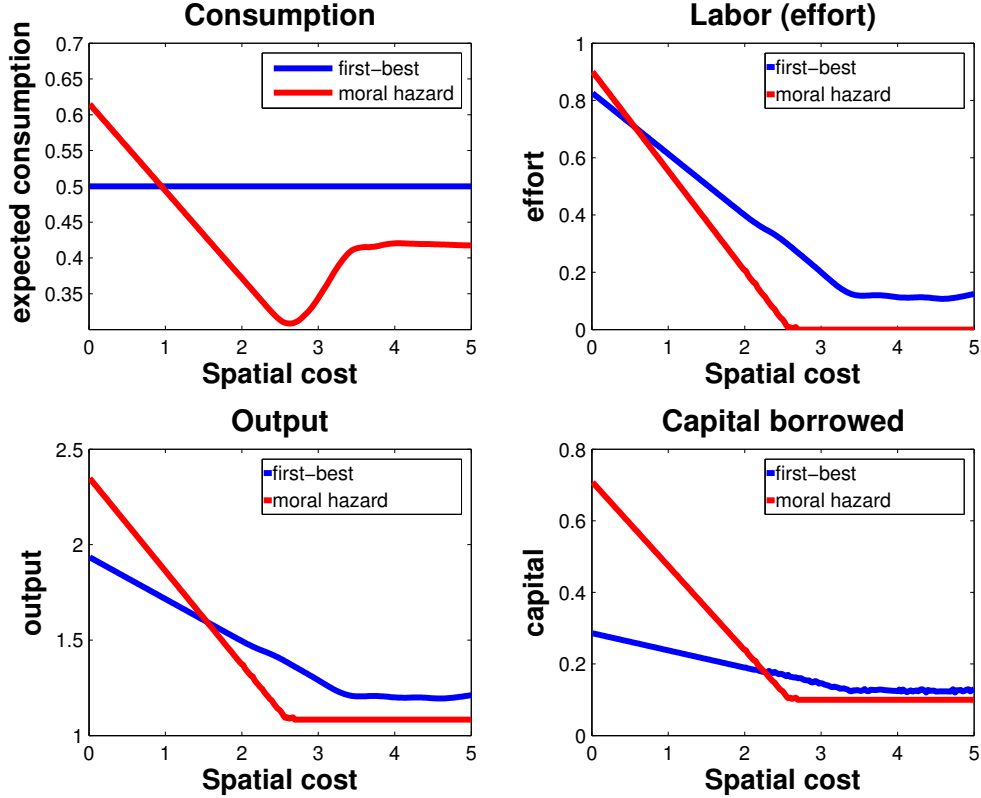 Consumption
expected consumption
0.7
0.65
0.6
0.55
0.5
0.45
0.4
0.35
first−best
moral hazard
0 1 2 3 4 5
Spatial cost
Labor (effort)
effort
1
0.8
0.6
0.4
0.2
0
first−best
moral hazard
0 1 2 3 4 5
Spatial cost
Output
output
2.5
2
1.5
1
first−best
moral hazard
0 1 2 3 4 5
Spatial cost
Capital borrowed
capital
0.8
0.6
0.4
0.2
0
first−best
moral hazard
0 1 2 3 4 5
Spatial cost